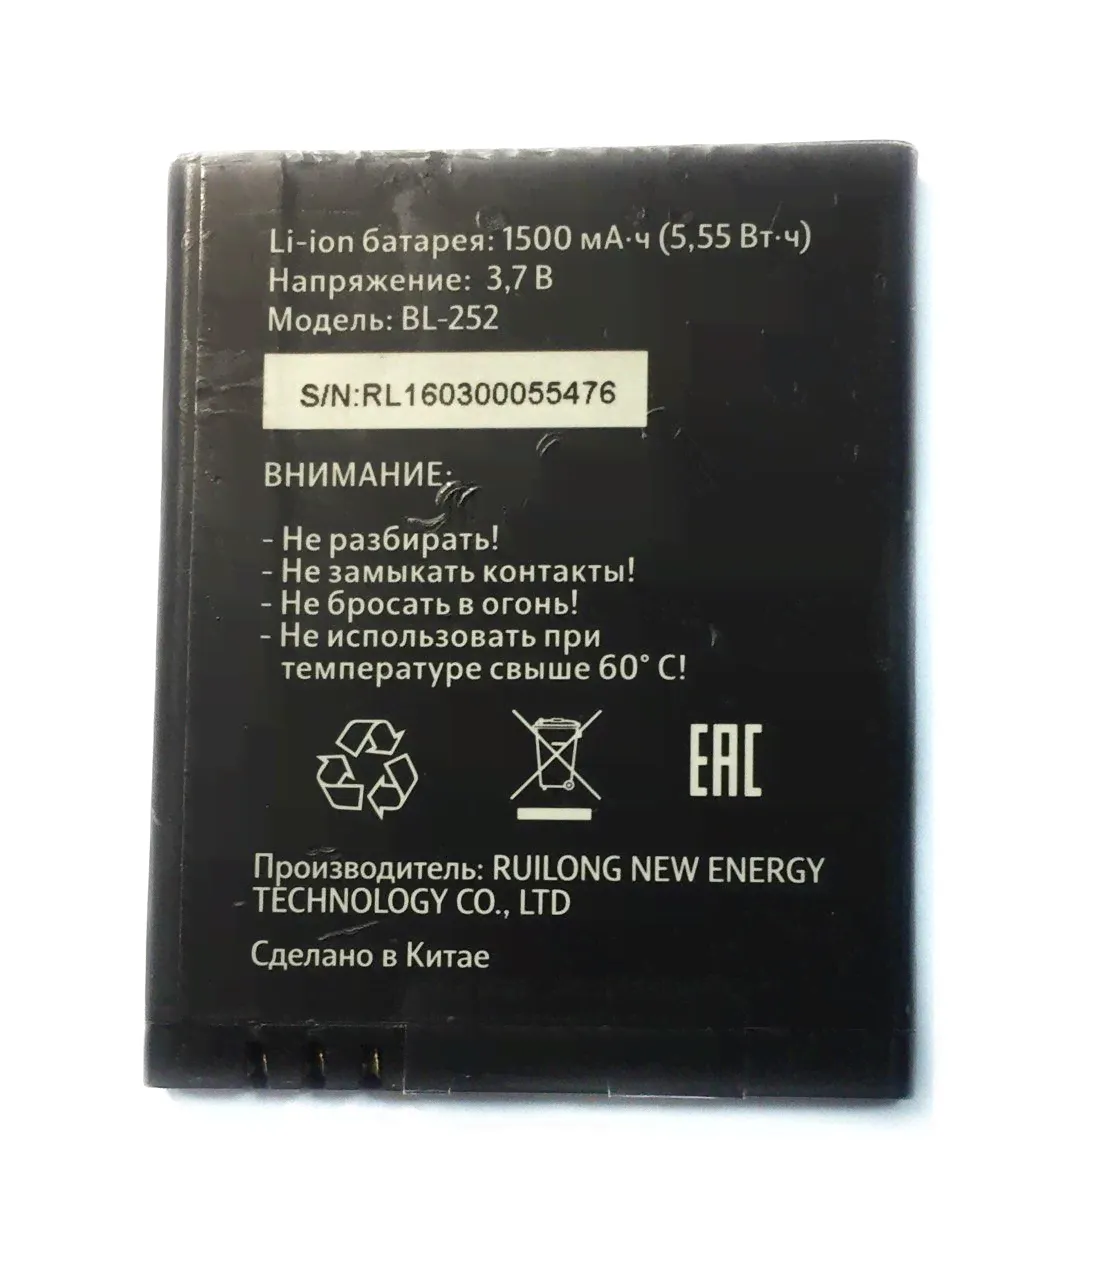 Li-ion батарея: 1500 мА·ч (5,55 Вт·ч)
Напряжение: 3,7 В
Модель: BL-252
S/N:RL160300055476
ВНИМАНИЕ:
- Не разбирать!
- Не замыкать контакты!
- Не бросать в огонь!
- Не использовать при
температуре свыше 60° С!
EAC
Производитель: RUILONG NEW ENERGY
TECHNOLOGY CO., LTD
Сделано в Китае